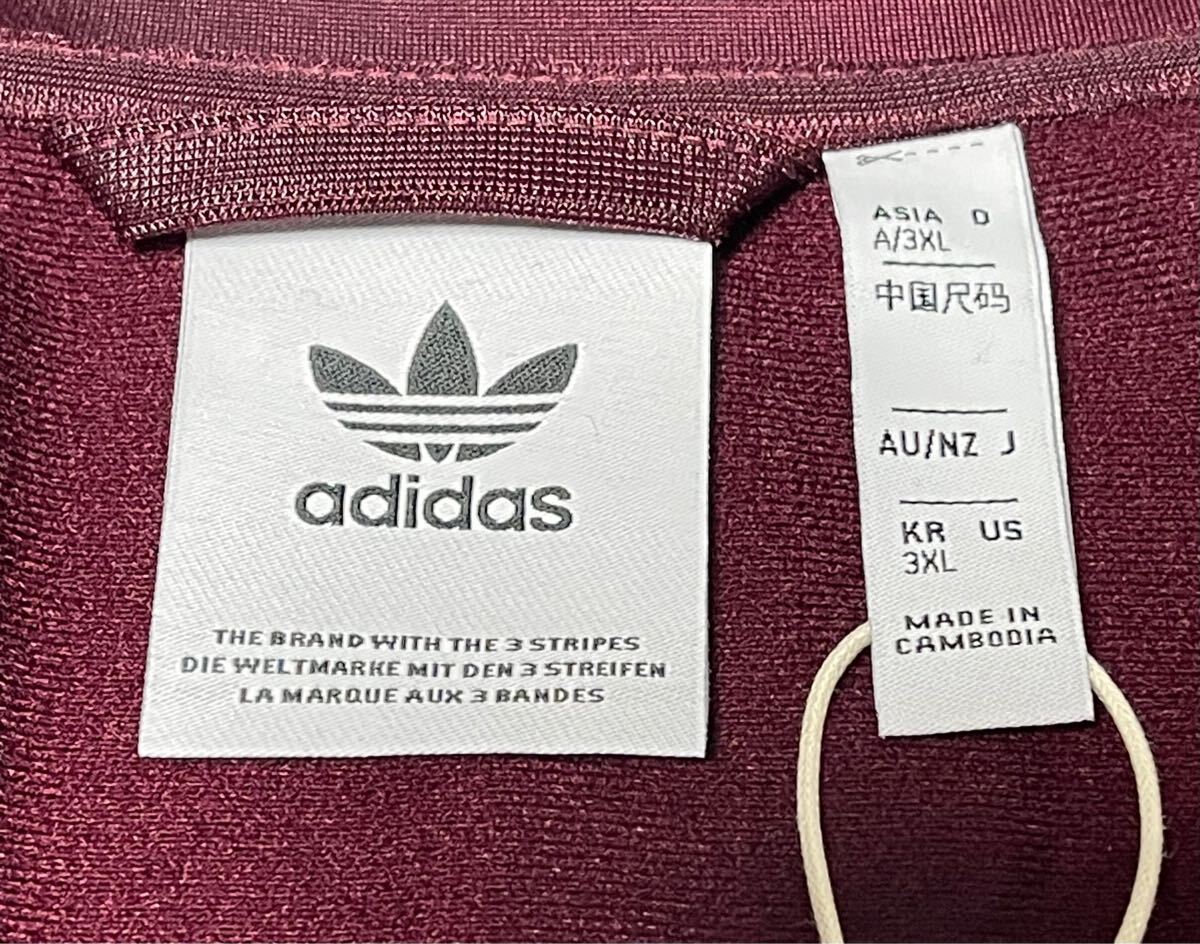 adidas
THE BRAND WITH THE 3 STRIPES
DIE WELTMARKE MIT DEN 3 STREIFEN
LA MARQUE AUX 3 BANDES
ASIA D
A/3XL
中国尺码
AU/NZ J
KR US
3XL
MADE IN
CAMBODIA